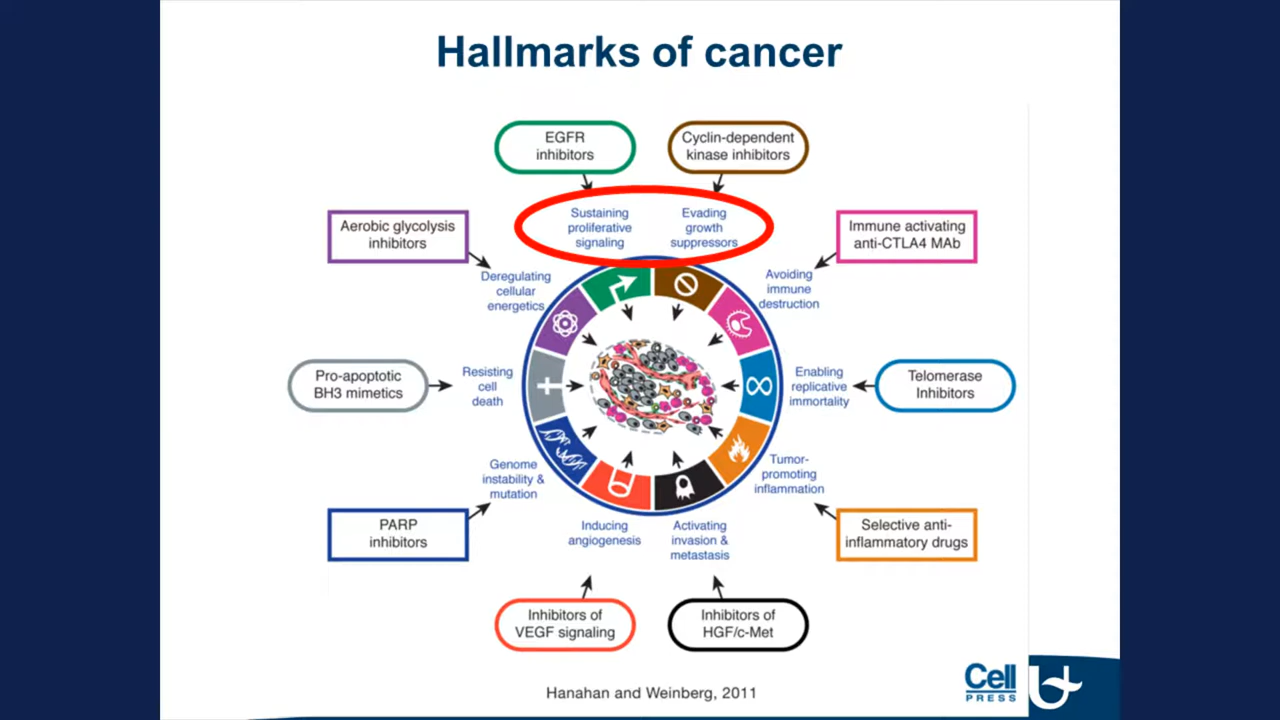 Hallmarks of cancer
EGFR
inhibitors
Cyclin-dependent
kinase inhibitors
Sustaining
proliferative
signaling
Evading
growth
suppressors
Aerobic glycolysis
inhibitors
Immune activating
anti-CTLA4 MAb
Deregulating
cellular
energetics
Avoiding
immune
destruction
Pro-apoptotic
BH3 mimetics
Resisting
cell
death
Enabling
replicative
immortality
Telomerase
Inhibitors
Genome
instability &
mutation
Tumor-
promoting
inflammation
PARP
inhibitors
Inducing
angiogenesis
Activating
invasion &
metastasis
Selective anti-
inflammatory drugs
Inhibitors of
VEGF signaling
Inhibitors of
HGF/c-Met
Hanahan and Weinberg, 2011
Cell
PRESS